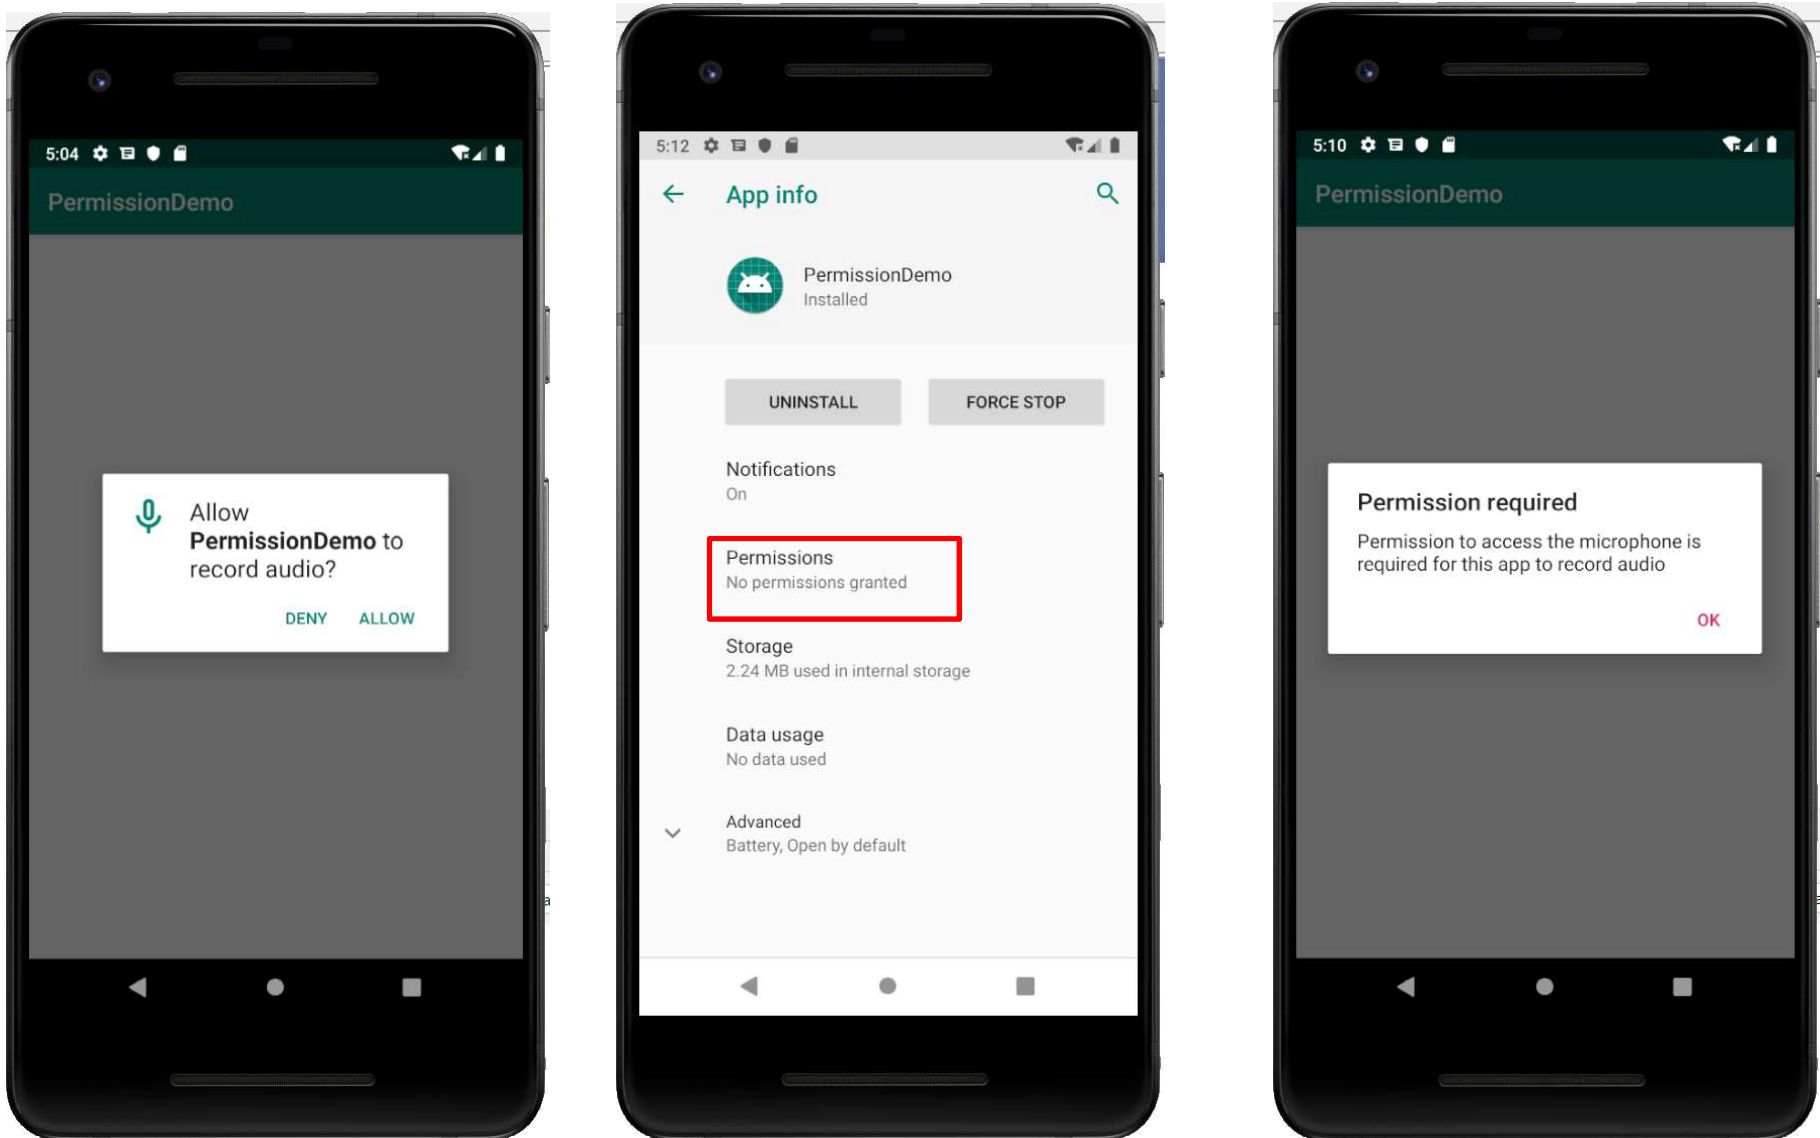 5:04
PermissionDemo
Allow
PermissionDemo to
record audio?
DENY ALLOW
5:12
App info
PermissionDemo
Installed
UNINSTALL FORCE STOP
Notifications
On
Permissions
No permissions granted
Storage
2.24 MB used in internal storage
Data usage
No data used
Advanced
Battery, Open by default
5:10
PermissionDemo
Permission required
Permission to access the microphone is
required for this app to record audio
OK